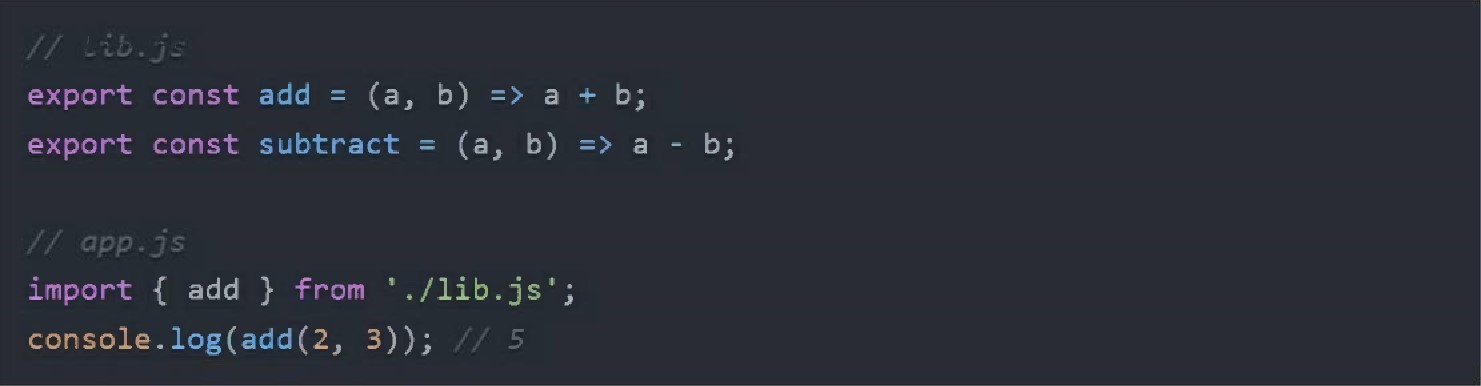 // lib.js
export const add = (a, b) => a + b;
export const subtract = (a, b) => a - b;
// app.js
import { add } from './lib.js';
console.log(add(2, 3)); // 5